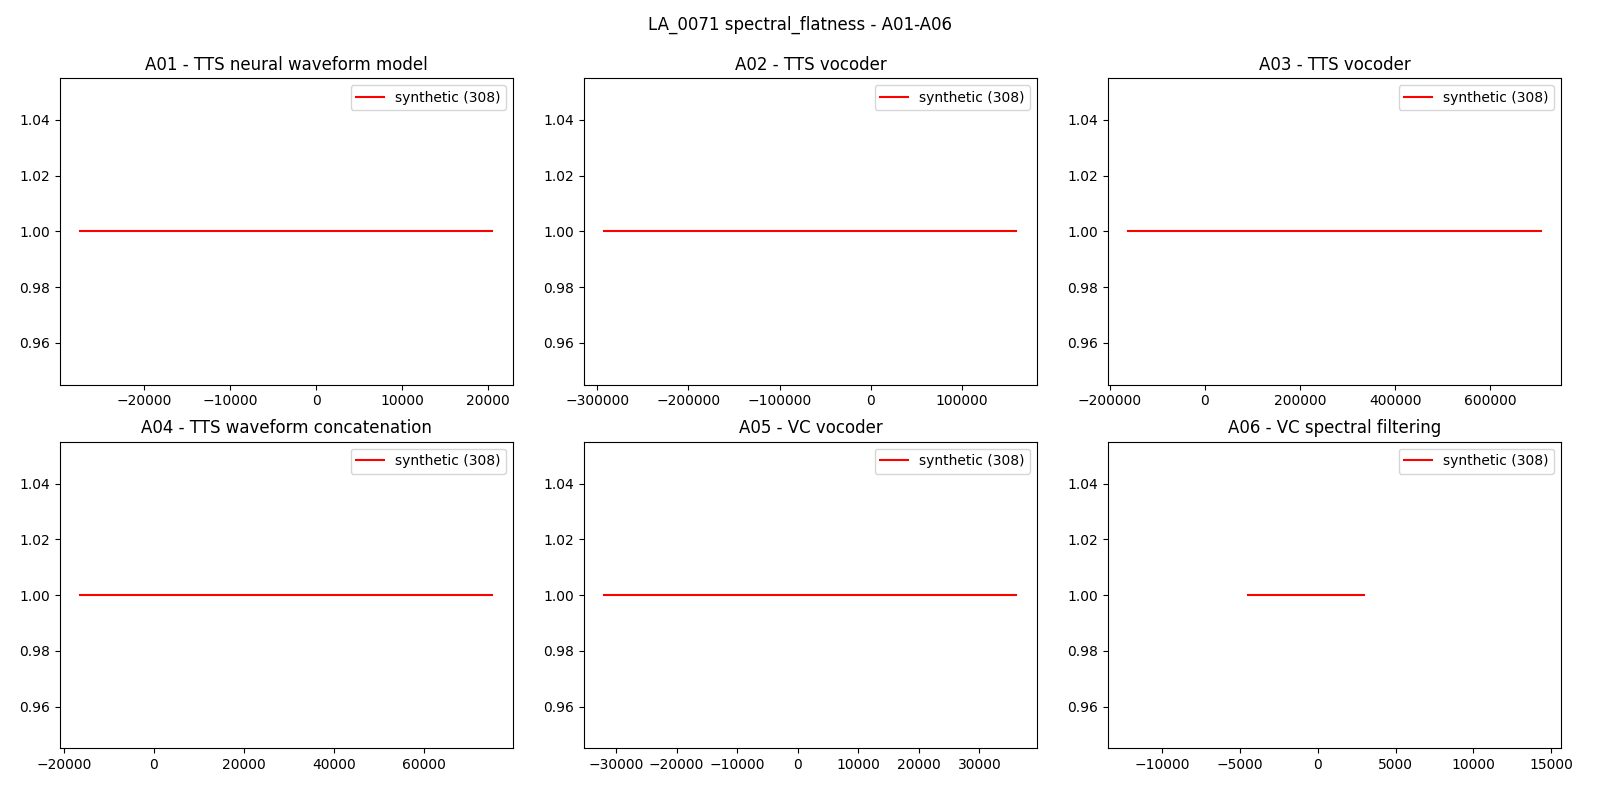 LA_0071 spectral_flatness - A01-A06
A01 - TTS neural waveform model
A02 - TTS vocoder
A03 - TTS vocoder
synthetic (308)
synthetic (308)
synthetic (308)
1.04
1.02
1.00
0.98
0.96
1.04
1.02
1.00
0.98
0.96
1.04
1.02
1.00
0.98
0.96
−20000 −10000 0 10000 20000
−300000 −200000 −100000 0 100000
−200000 0 200000 400000 600000
A04 - TTS waveform concatenation
A05 - VC vocoder
A06 - VC spectral filtering
synthetic (308)
synthetic (308)
synthetic (308)
1.04
1.02
1.00
0.98
0.96
1.04
1.02
1.00
0.98
0.96
1.04
1.02
1.00
0.98
0.96
−20000 0 20000 40000 60000
−30000 −20000 −10000 0 10000 20000 30000
−10000 −5000 0 5000 10000 15000